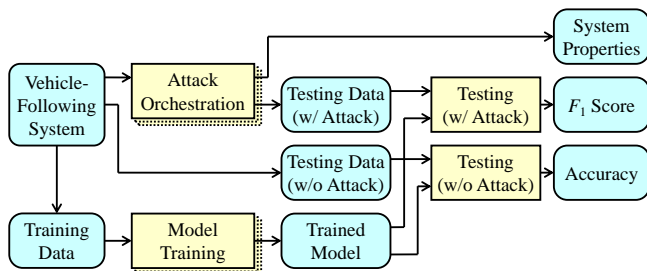 System
Properties
Vehicle-
Following
System
Attack
Orchestration
Testing Data
(w/ Attack)
Testing
(w/ Attack)
F1 Score
Testing Data
(w/o Attack)
Testing
(w/o Attack)
Accuracy
Training
Data
Model
Training
Trained
Model